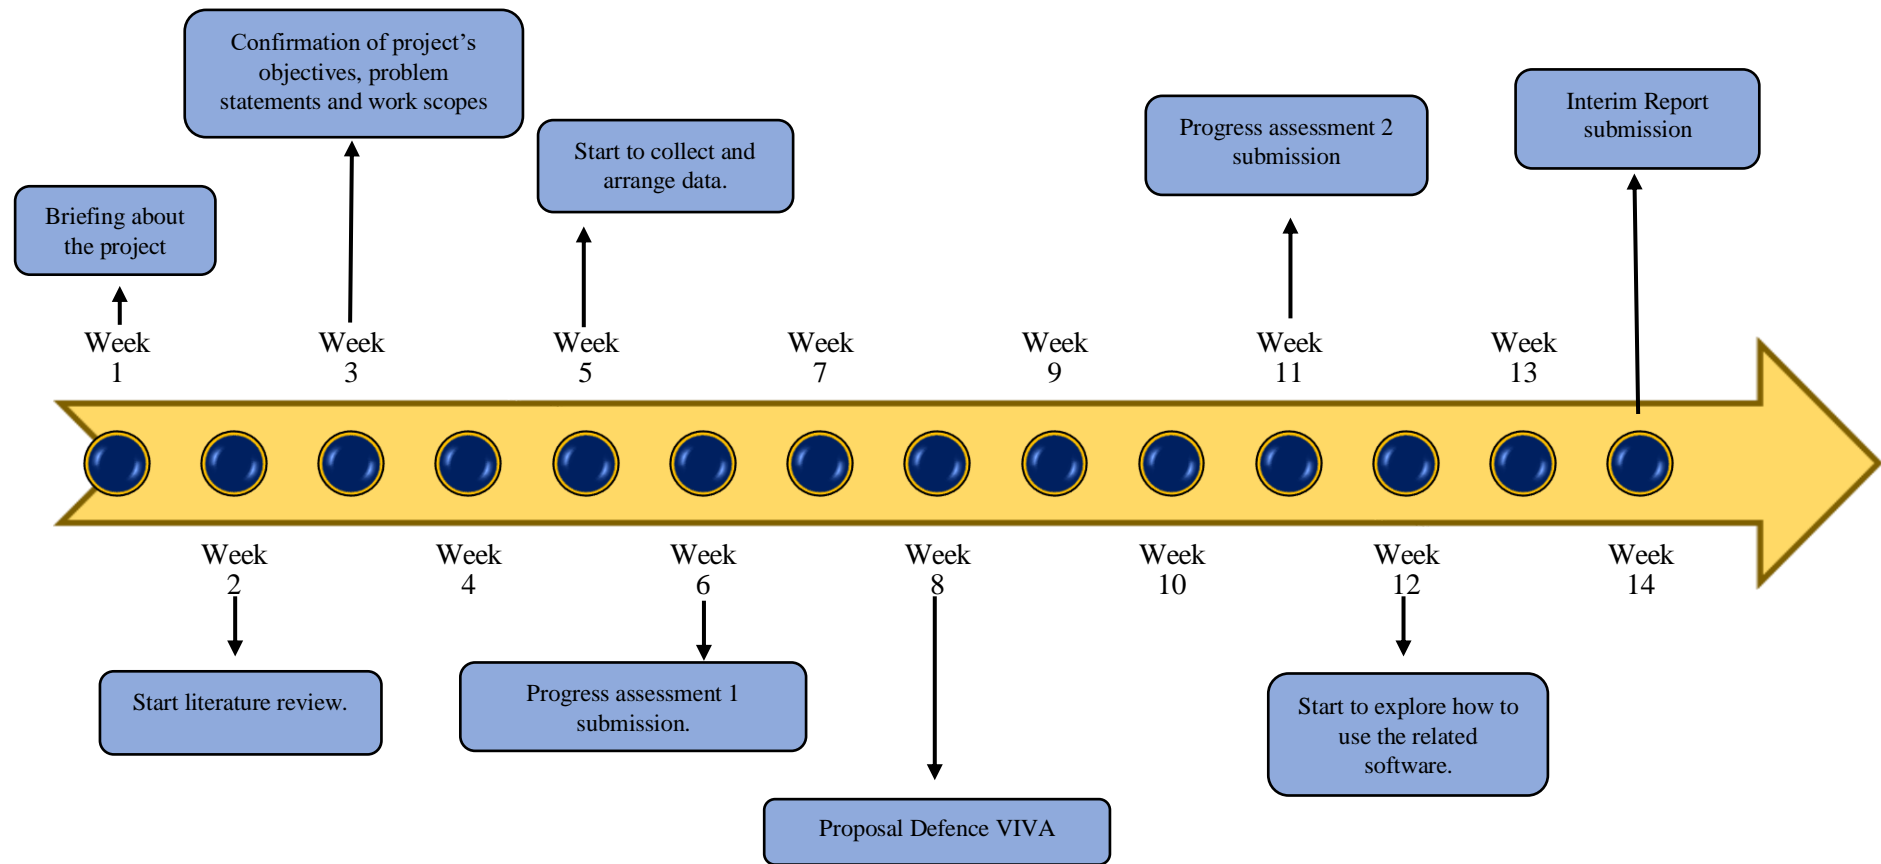 Confirmation of project’s
objectives, problem
statements and work scopes
Interim Report
submission
Progress assessment 2
submission
Start to collect and
arrange data.
Briefing about
the project
Week
1
Week
3
Week
5
Week
7
Week
9
Week
11
Week
13
Week
2
Week
4
Week
6
Week
8
Week
10
Week
12
Week
14
Start literature review.
Progress assessment 1
submission.
Start to explore how to
use the related
software.
Proposal Defence VIVA